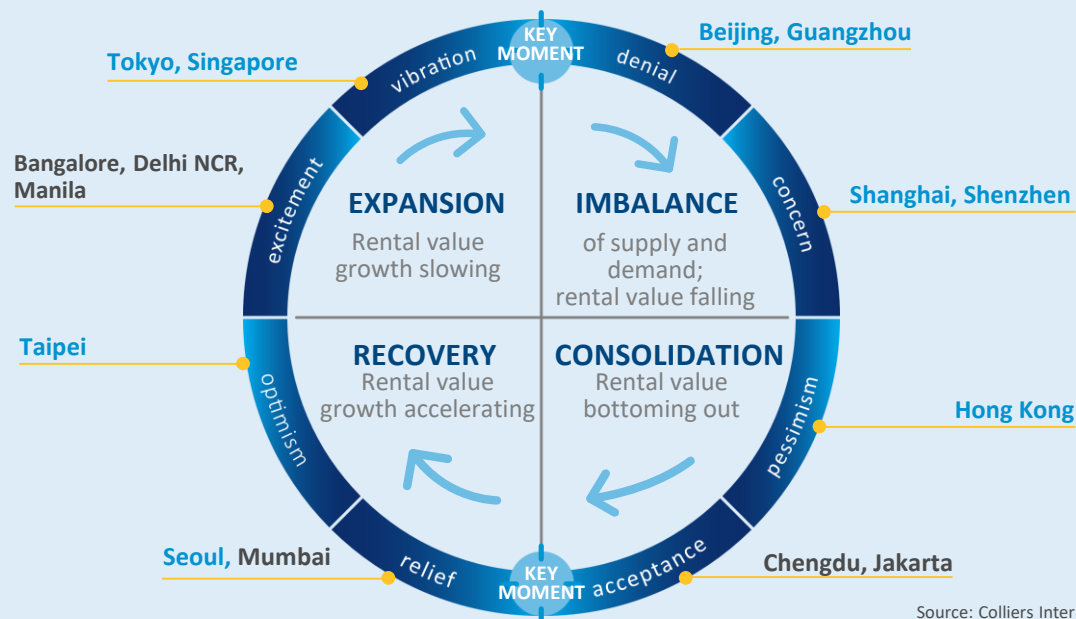 KEY
MOMENT
Beijing, Guangzhou
Tokyo, Singapore
vibration
denial
Bangalore, Delhi NCR,
Manila
excitement
concern
EXPANSION
Rental value
growth slowing
IMBALANCE
of supply and
demand;
rental value falling
Shanghai, Shenzhen
Taipei
RECOVERY
Rental value
growth accelerating
CONSOLIDATION
Rental value
bottoming out
optimism
pessimism
Hong Kong
Seoul, Mumbai
relief
KEY
MOMENT
acceptance
Chengdu, Jakarta
Source: Colliers Inter